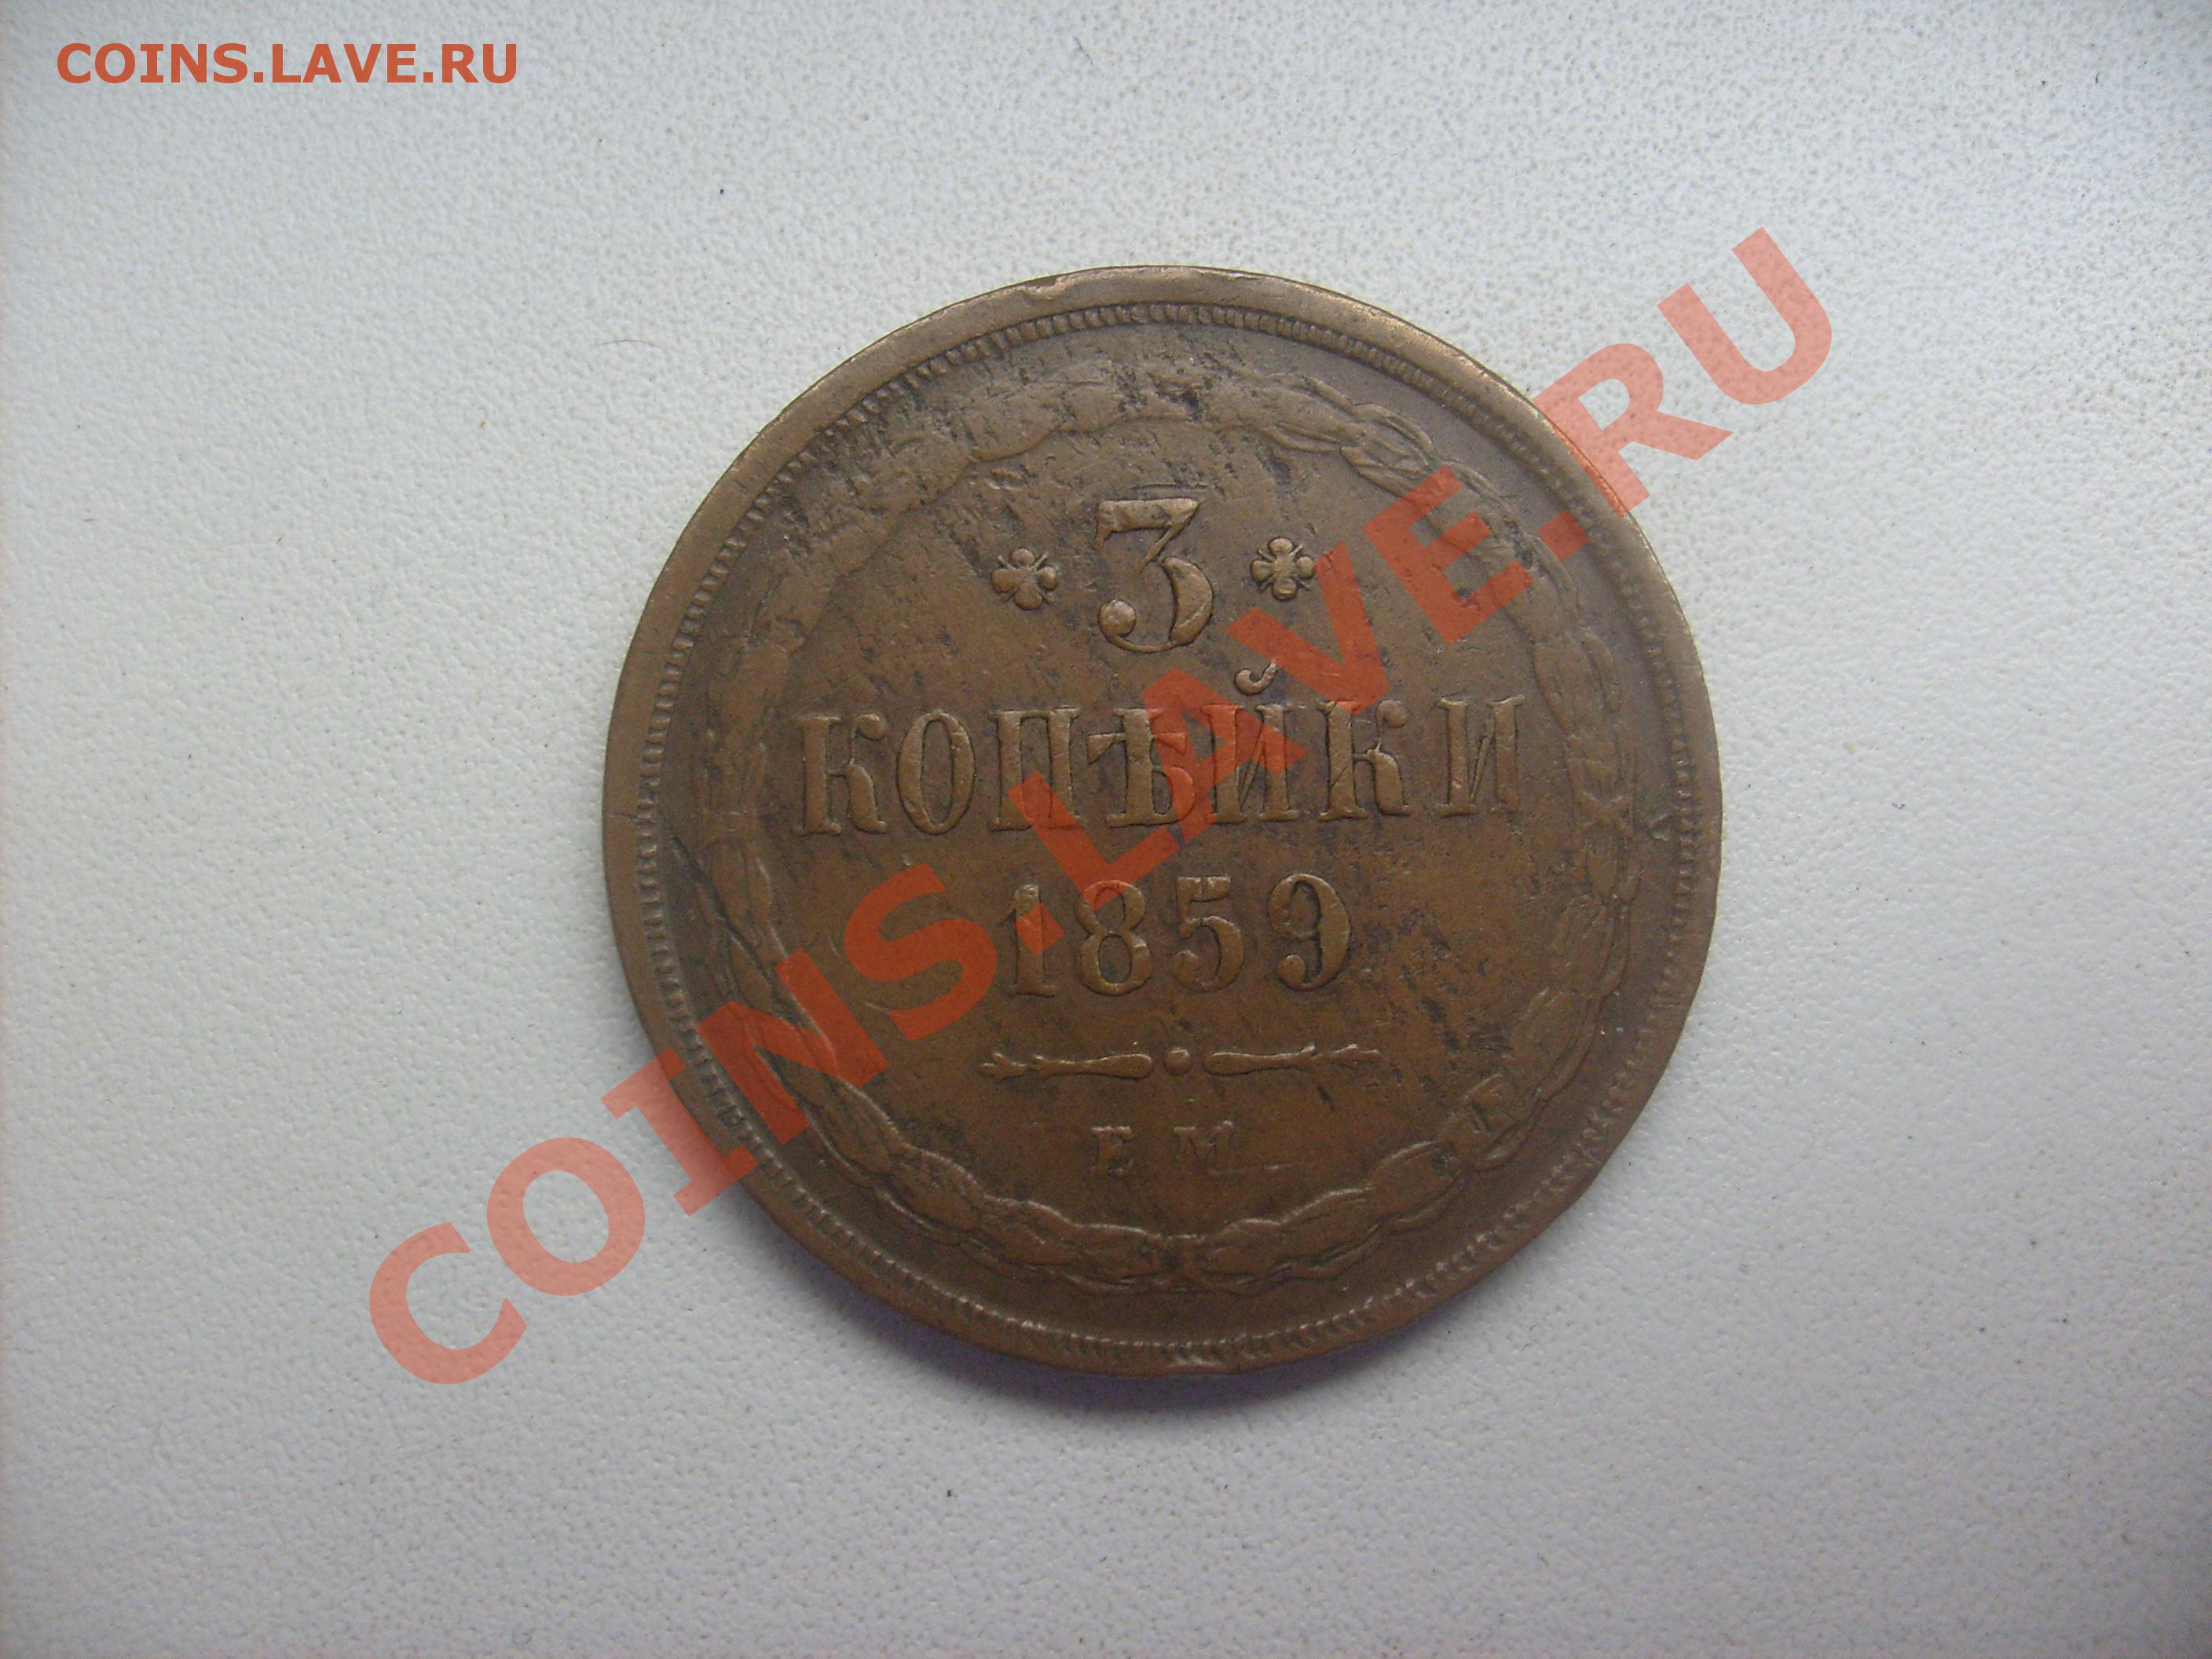 COINS.LAVE.RU
3
КОПѢЙКИ
1859
Е М
COINS.LAVE.RU